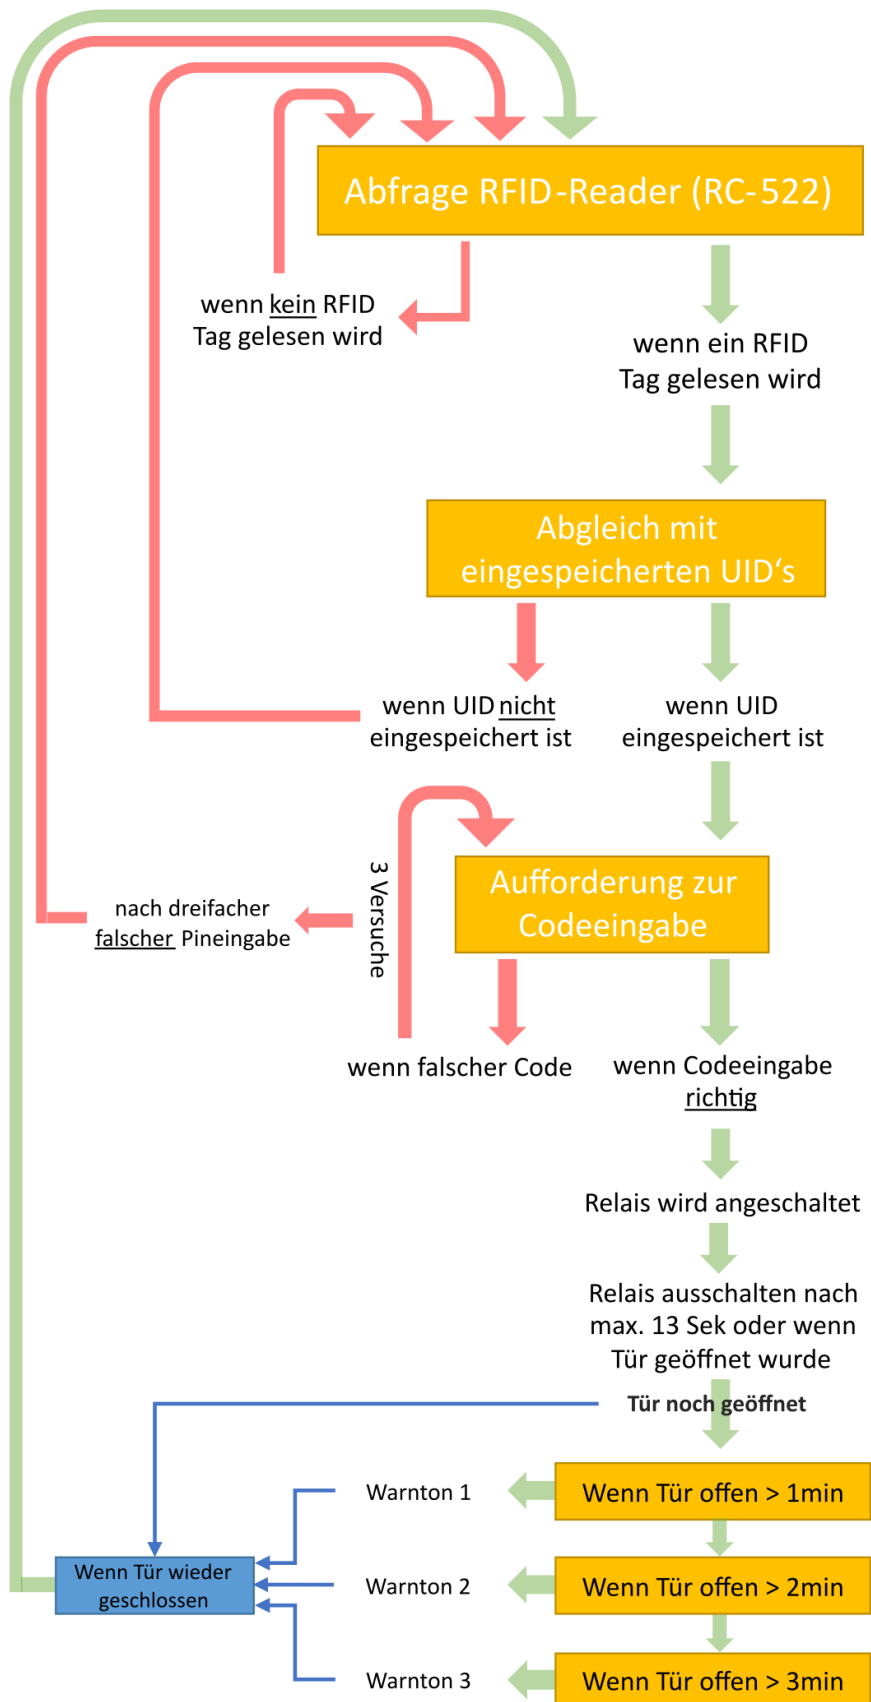 Abfrage RFID-Reader (RC-522)
wenn kein RFID
Tag gelesen wird
wenn ein RFID
Tag gelesen wird
Abgleich mit
eingespeicherten UID‘s
wenn UID nicht
eingespeichert ist
wenn UID
eingespeichert ist
3 Versuche
Aufforderung zur
Codeeingabe
nach dreifacher
falscher Pineingabe
wenn falscher Code
wenn Codeeingabe
richtig
Relais wird angeschaltet
Relais ausschalten nach
max. 13 Sek oder wenn
Tür geöffnet wurde
Tür noch geöffnet
Warnton 1
Wenn Tür offen > 1min
Wenn Tür wieder
geschlossen
Warnton 2
Wenn Tür offen > 2min
Warnton 3
Wenn Tür offen > 3min